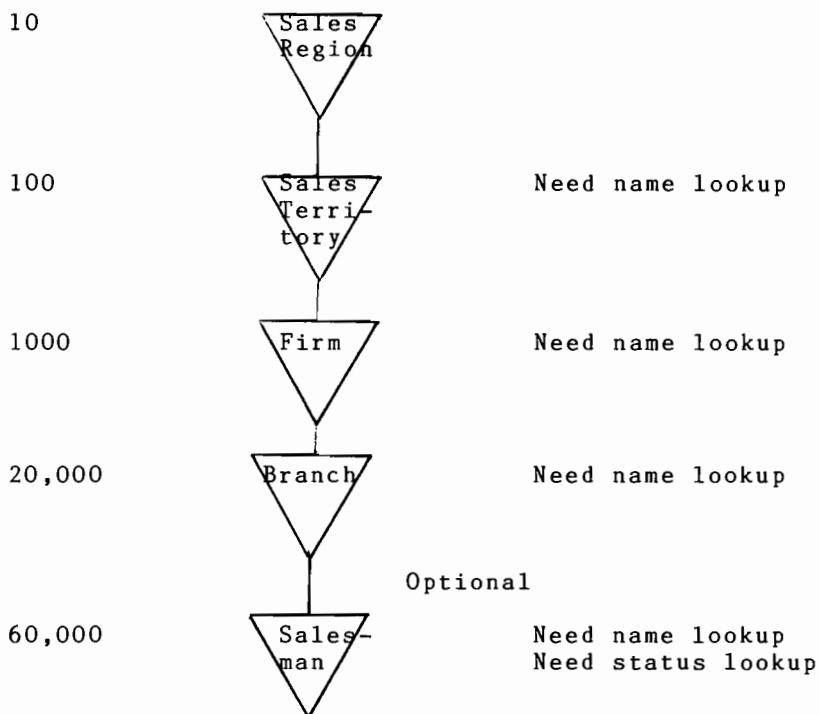 10
Sales
Region
100
Sales
Terri-
tory
Need name lookup
1000
Firm
Need name lookup
20,000
Branch
Need name lookup
Optional
60,000
Sales-
man
Need name lookup
Need status lookup